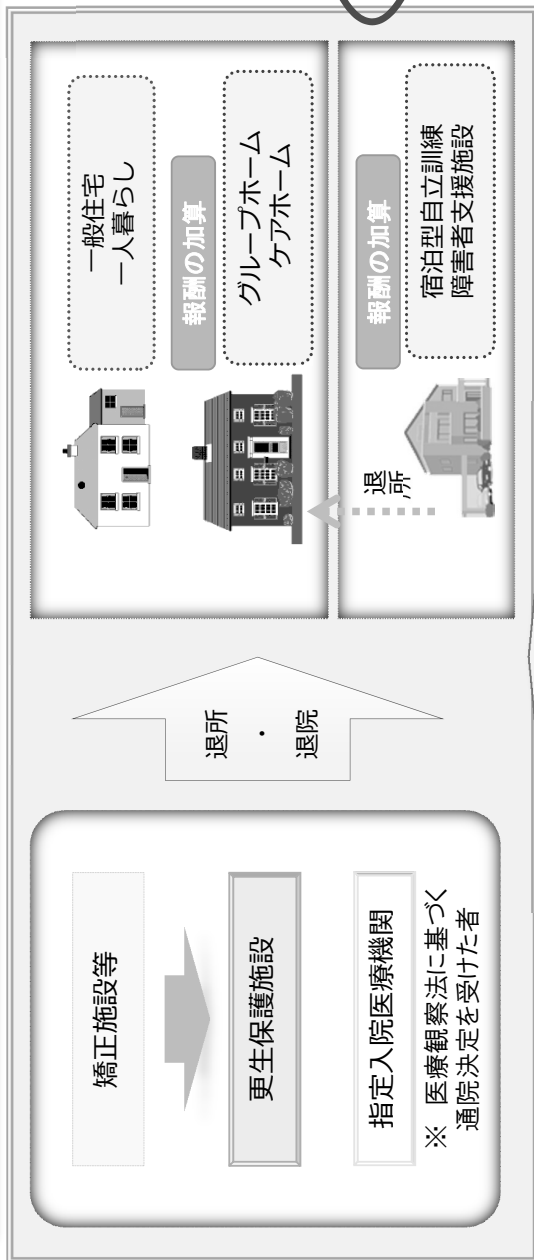 矯正施設等
更生保護施設
指定入院医療機関
※ 医療観察法に基づく
通院決定を受けた者
退所
・
退院
一般住宅
一人暮らし
報酬の加算
グループホーム
ケアホーム
退所
報酬の加算
宿泊型自立訓練
障害者支援施設